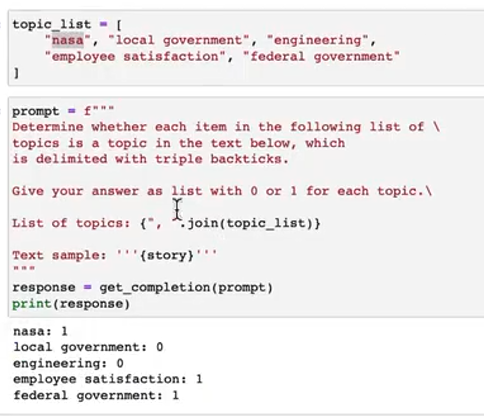 topic_list = [
"nasa", "local government", "engineering",
"employee satisfaction", "federal government"
]
prompt = f"""
Determine whether each item in the following list of \
topics is a topic in the text below, which
is delimited with triple backticks.
Give your answer as list with 0 or 1 for each topic.\
List of topics: {", ".join(topic_list)}
Text sample: '''{story}'''
"""
response = get_completion(prompt)
print(response)
nasa: 1
local government: 0
engineering: 0
employee satisfaction: 1
federal government: 1